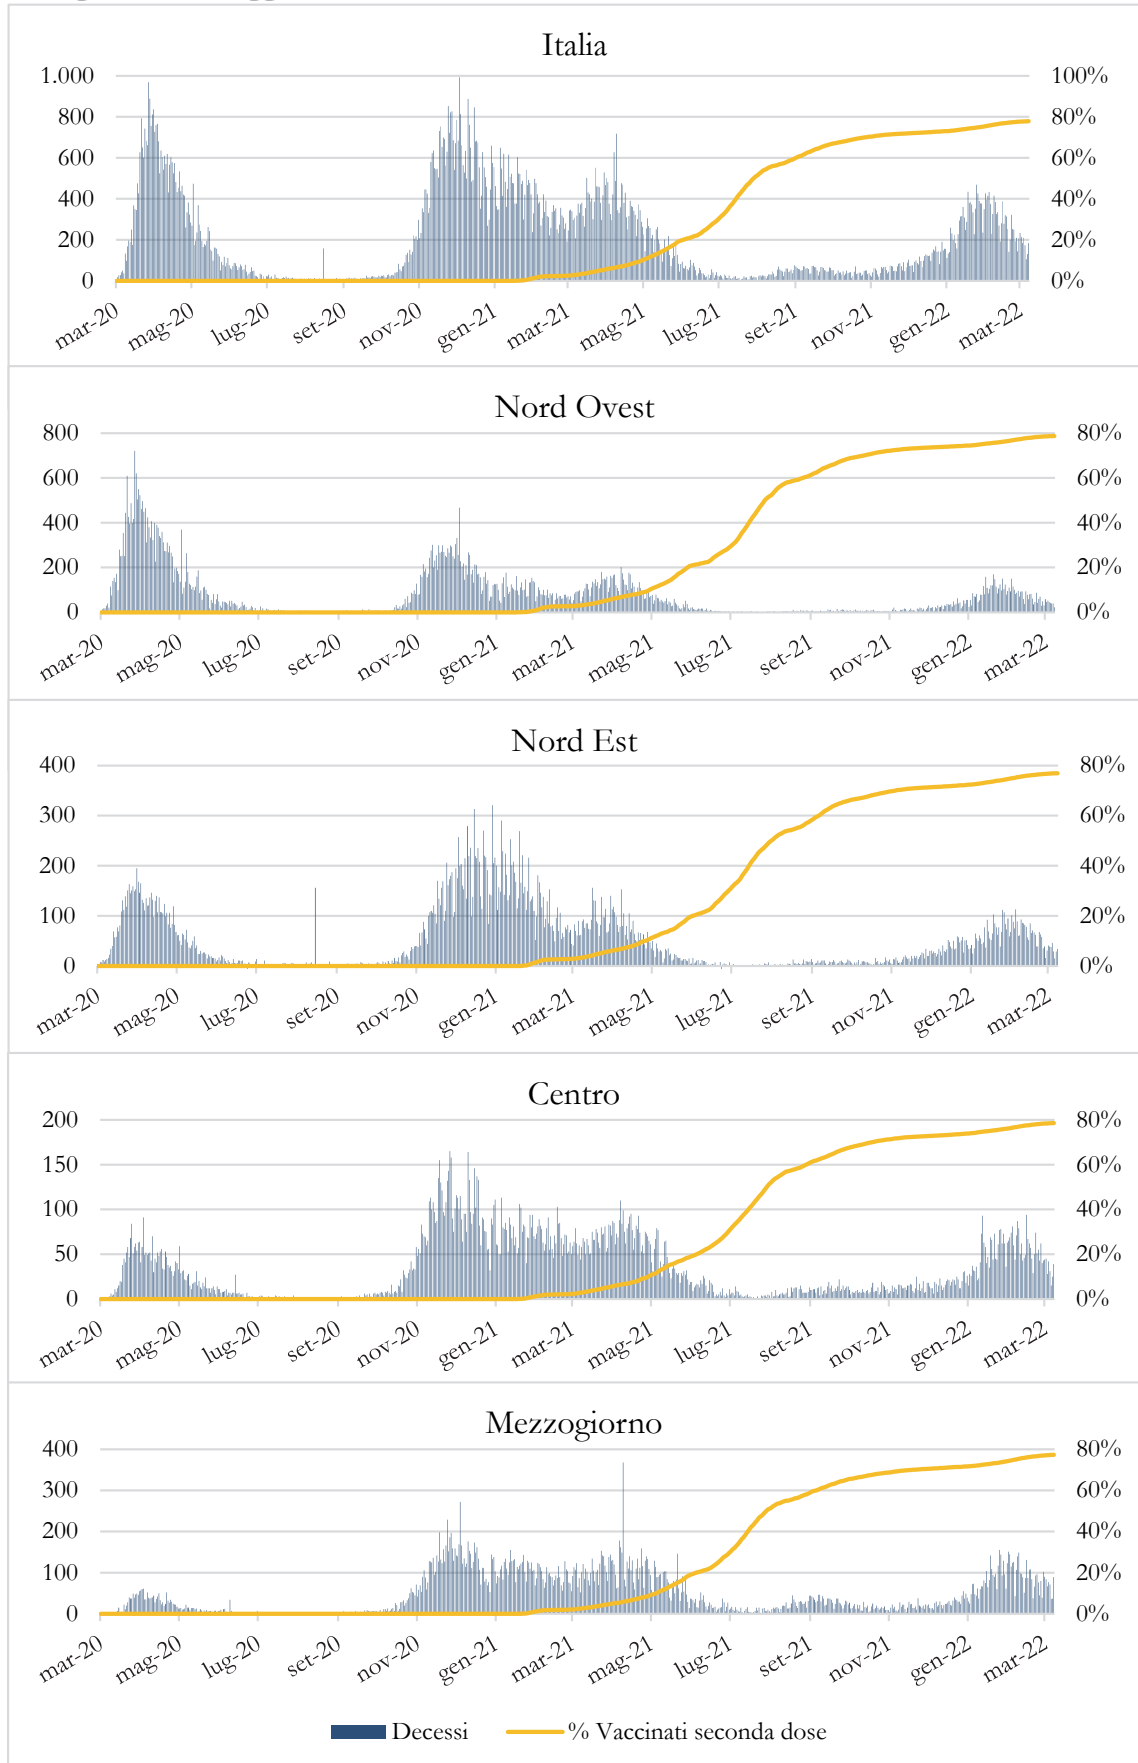 Italia
1.000 100%
800 80%
600 60%
400 40%
200 20%
0 0%
mar-20 mag-20 lug-20 set-20 nov-20 gen-21 mar-21 mag-21 lug-21 set-21 nov-21 gen-22 mar-22
Nord Ovest
800 80%
600 60%
400 40%
200 20%
0 0%
mar-20 mag-20 lug-20 set-20 nov-20 gen-21 mar-21 mag-21 lug-21 set-21 nov-21 gen-22 mar-22
Nord Est
400 80%
300 60%
200 40%
100 20%
0 0%
mar-20 mag-20 lug-20 set-20 nov-20 gen-21 mar-21 mag-21 lug-21 set-21 nov-21 gen-22 mar-22
Centro
200 80%
150 60%
100 40%
50 20%
0 0%
mar-20 mag-20 lug-20 set-20 nov-20 gen-21 mar-21 mag-21 lug-21 set-21 nov-21 gen-22 mar-22
Mezzogiorno
400 80%
300 60%
200 40%
100 20%
0 0%
mar-20 mag-20 lug-20 set-20 nov-20 gen-21 mar-21 mag-21 lug-21 set-21 nov-21 gen-22 mar-22
Decessi % Vaccinati seconda dose